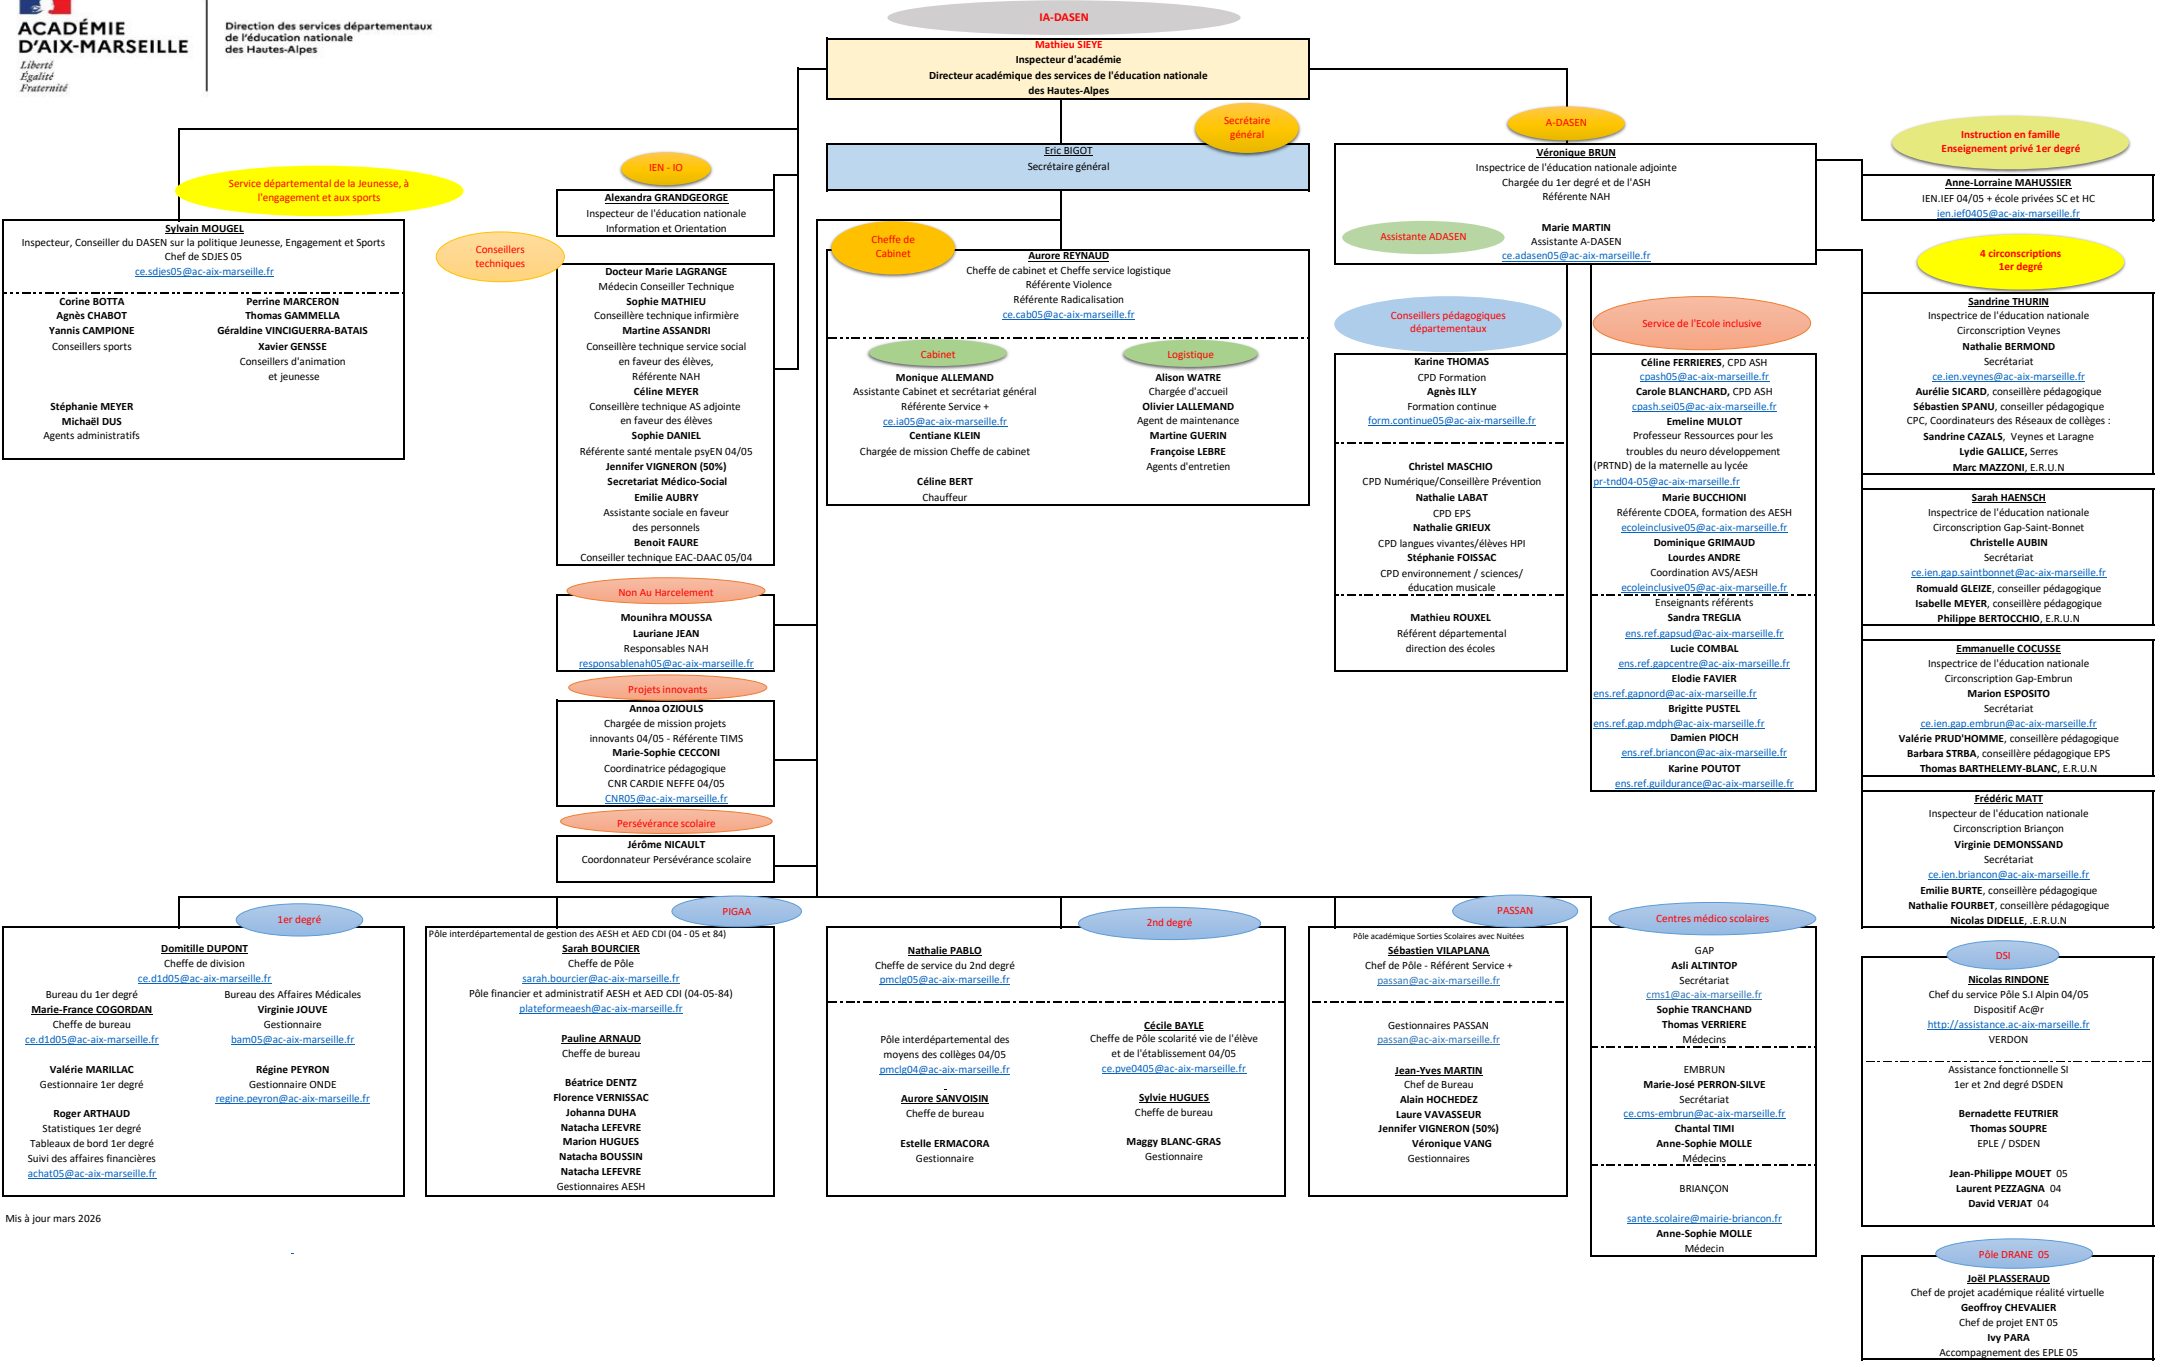 ACADÉMIE
D'AIX-MARSEILLE
Liberté
Égalité
Fraternité
Direction des services départementaux
de l'éducation nationale
des Hautes-Alpes
IA-DASEN
Mathieu SIEYE
Inspecteur d'académie
Directeur académique des services de l'éducation nationale
des Hautes-Alpes
Secrétaire
général
Eric BIGOT
Secrétaire général
A-DASEN
Véronique BRUN
Inspectrice de l'éducation nationale adjointe
Chargée du 1er degré et de l'ASH
Référente NAH
Assistante ADASEN
Marie MARTIN
Assistante A-DASEN
ce.adasen05@ac-aix-marseille.fr
Instruction en famille
Enseignement privé 1er degré
Anne-Lorraine MAHUSSIER
IEN.IEF 04/05 + école privées SC et HC
ien.ief0405@ac-aix-marseille.fr
Service départemental de la Jeunesse, à
l'engagement et aux sports
Sylvain MOUGEL
Inspecteur, Conseiller du DASEN sur la politique Jeunesse, Engagement et Sports
Chef de SDJES 05
ce.sdjes05@ac-aix-marseille.fr
Corine BOTTA
Agnès CHABOT
Yannis CAMPIONE
Conseillers sports
Perrine MARCERON
Thomas GAMMELLA
Géraldine VINCIGUERRA-BATAIS
Xavier GENSSE
Conseillers d'animation
et jeunesse
Stéphanie MEYER
Michaël DUS
Agents administratifs
IEN - IO
Alexandra GRANDGEORGE
Inspecteur de l'éducation nationale
Information et Orientation
Conseillers
techniques
Docteur Marie LAGRANGE
Médecin Conseiller Technique
Sophie MATHIEU
Conseillère technique infirmière
Martine ASSANDRI
Conseillère technique service social
en faveur des élèves,
Référente NAH
Céline MEYER
Conseillère technique AS adjointe
en faveur des élèves
Sophie DANIEL
Référente santé mentale psyEN 04/05
Jennifer VIGNERON (50%)
Secretariat Médico-Social
Emilie AUBRY
Assistante sociale en faveur
des personnels
Benoit FAURE
Conseiller technique EAC-DAAC 05/04
Non Au Harcelement
Mounihra MOUSSA
Lauriane JEAN
Responsables NAH
responsablenah05@ac-aix-marseille.fr
Projets innovants
Annoa OZIOULS
Chargée de mission projets
innovants 04/05 - Référente TIMS
Marie-Sophie CECCONI
Coordinatrice pédagogique
CNR CARDIE NEFFE 04/05
CNR05@ac-aix-marseille.fr
Persévérance scolaire
Jérôme NICAULT
Coordonnateur Persévérance scolaire
Cheffe de
Cabinet
Aurore REYNAUD
Cheffe de cabinet et Cheffe service logistique
Référente Violence
Référente Radicalisation
ce.cab05@ac-aix-marseille.fr
Cabinet
Monique ALLEMAND
Assistante Cabinet et secrétariat général
Référente Service +
ce.ia05@ac-aix-marseille.fr
Centiane KLEIN
Chargée de mission Cheffe de cabinet
Céline BERT
Chauffeur
Logistique
Alison WATRE
Chargée d'accueil
Olivier LALLEMAND
Agent de maintenance
Martine GUERIN
Françoise LEBRE
Agents d'entretien
Conseillers pédagogiques
départementaux
Karine THOMAS
CPD Formation
Agnès ILLY
Formation continue
form.continue05@ac-aix-marseille.fr
Christel MASCHIO
CPD Numérique/Conseillère Prévention
Nathalie LABAT
CPD EPS
Nathalie GRIEUX
CPD langues vivantes/élèves HPI
Stéphanie FOISSAC
CPD environnement / sciences/
éducation musicale
Mathieu ROUXEL
Référent départemental
direction des écoles
Service de l'Ecole inclusive
Céline FERRIERES, CPD ASH
cpash05@ac-aix-marseille.fr
Carole BLANCHARD, CPD ASH
cpash.sei05@ac-aix-marseille.fr
Emeline MULOT
Professeur Ressources pour les
troubles du neuro développement
(PRTND) de la maternelle au lycée
pr-tnd04-05@ac-aix-marseille.fr
Marie BUCCHIONI
Référente CDOEA, formation des AESH
ecoleinclusive05@ac-aix-marseille.fr
Dominique GRIMAUD
Lourdes ANDRE
Coordination AVS/AESH
ecoleinclusive05@ac-aix-marseille.fr
Enseignants référents
Sandra TREGLIA
ens.ref.gapsud@ac-aix-marseille.fr
Lucie COMBAL
ens.ref.gapcentre@ac-aix-marseille.fr
Elodie FAVIER
ens.ref.gapnord@ac-aix-marseille.fr
Brigitte PUSTEL
ens.ref.gap.mdph@ac-aix-marseille.fr
Damien PIOCH
ens.ref.briancon@ac-aix-marseille.fr
Karine POUTOT
ens.ref.guildurance@ac-aix-marseille.fr
4 circonscriptions
1er degré
Sandrine THURIN
Inspectrice de l'éducation nationale
Circonscription Veynes
Nathalie BERMOND
Secrétariat
ce.ien.veynes@ac-aix-marseille.fr
Aurélie SICARD, conseillère pédagogique
Sébastien SPANU, conseiller pédagogique
CPC, Coordinateurs des Réseaux de collèges :
Sandrine CAZALS, Veynes et Laragne
Lydie GALLICE, Serres
Marc MAZZONI, E.R.U.N
Sarah HAENSCH
Inspectrice de l'éducation nationale
Circonscription Gap-Saint-Bonnet
Christelle AUBIN
Secrétariat
ce.ien.gap.saintbonnet@ac-aix-marseille.fr
Romuald GLEIZE, conseiller pédagogique
Isabelle MEYER, conseillère pédagogique
Philippe BERTOCCHIO, E.R.U.N
Emmanuelle COCUSSE
Inspectrice de l'éducation nationale
Circonscription Gap-Embrun
Marion ESPOSITO
Secrétariat
ce.ien.gap.embrun@ac-aix-marseille.fr
Valérie PRUD'HOMME, conseillère pédagogique
Barbara STRBA, conseillère pédagogique EPS
Thomas BARTHELEMY-BLANC, E.R.U.N
Frédéric MATT
Inspecteur de l'éducation nationale
Circonscription Briançon
Virginie DEMONSSAND
Secrétariat
ce.ien.briancon@ac-aix-marseille.fr
Emilie BURTE, conseillère pédagogique
Nathalie FOURBET, conseillère pédagogique
Nicolas DIDELLE, .E.R.U.N
1er degré
Domitille DUPONT
Cheffe de division
ce.d1d05@ac-aix-marseille.fr
Bureau du 1er degré
Marie-France COGORDAN
Cheffe de bureau
ce.d1d05@ac-aix-marseille.fr
Valérie MARILLAC
Gestionnaire 1er degré
Roger ARTHAUD
Statistiques 1er degré
Tableaux de bord 1er degré
Suivi des affaires financières
achat05@ac-aix-marseille.fr
Bureau des Affaires Médicales
Virginie JOUVE
Gestionnaire
bam05@ac-aix-marseille.fr
Régine PEYRON
Gestionnaire ONDE
regine.peyron@ac-aix-marseille.fr
PIGAA
Pôle interdépartemental de gestion des AESH et AED CDI (04 - 05 et 84)
Sarah BOURCIER
Cheffe de Pôle
sarah.bourcier@ac-aix-marseille.fr
Pôle financier et administratif AESH et AED CDI (04-05-84)
plateformeaesh@ac-aix-marseille.fr
Pauline ARNAUD
Cheffe de bureau
Béatrice DENTZ
Florence VERNISSAC
Johanna DUHA
Natacha LEFEVRE
Marion HUGUES
Natacha BOUSSIN
Natacha LEFEVRE
Gestionnaires AESH
2nd degré
Nathalie PABLO
Cheffe de service du 2nd degré
pmclg05@ac-aix-marseille.fr
Pôle interdépartemental des
moyens des collèges 04/05
pmclg04@ac-aix-marseille.fr
Aurore SANVOISIN
Cheffe de bureau
Estelle ERMACORA
Gestionnaire
Cécile BAYLE
Cheffe de Pôle scolarité vie de l'élève
et de l'établissement 04/05
ce.pve0405@ac-aix-marseille.fr
Sylvie HUGUES
Cheffe de bureau
Maggy BLANC-GRAS
Gestionnaire
PASSAN
Pôle académique Sorties Scolaires avec Nuitées
Sébastien VILAPLANA
Chef de Pôle - Référent Service +
passan@ac-aix-marseille.fr
Gestionnaires PASSAN
passan@ac-aix-marseille.fr
Jean-Yves MARTIN
Chef de Bureau
Alain HOCHEDEZ
Laure VAVASSEUR
Jennifer VIGNERON (50%)
Véronique VANG
Gestionnaires
Centres médico scolaires
GAP
Asli ALTINTOP
Secrétariat
cms1@ac-aix-marseille.fr
Sophie TRANCHAND
Thomas VERRIERE
Médecins
EMBRUN
Marie-José PERRON-SILVE
Secrétariat
ce.cms-embrun@ac-aix-marseille.fr
Chantal TIMI
Anne-Sophie MOLLE
Médecins
BRIANÇON
sante.scolaire@mairie-briancon.fr
Anne-Sophie MOLLE
Médecin
DSI
Nicolas RINDONE
Chef du service Pôle S.I Alpin 04/05
Dispositif Ac@r
http://assistance.ac-aix-marseille.fr
VERDON
Assistance fonctionnelle SI
1er et 2nd degré DSDEN
Bernadette FEUTRIER
Thomas SOUPRE
EPLE / DSDEN
Jean-Philippe MOUET 05
Laurent PEZZAGNA 04
David VERJAT 04
Pôle DRANE 05
Joël PLASSERAUD
Chef de projet académique réalité virtuelle
Geoffroy CHEVALIER
Chef de projet ENT 05
Ivy PARA
Accompagnement des EPLE 05
Mis à jour mars 2026